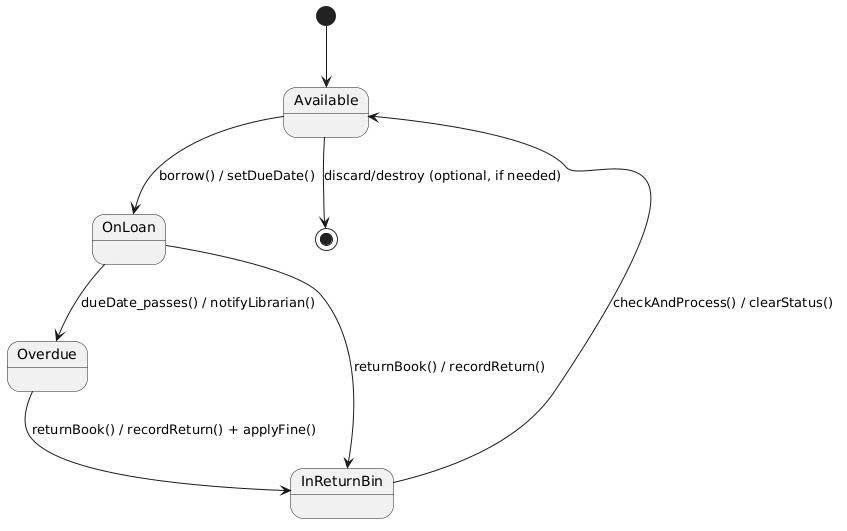 Available
borrow() / setDueDate()
discard/destroy (optional, if needed)
OnLoan
dueDate_passes() / notifyLibrarian()
checkAndProcess() / clearStatus()
Overdue
returnBook() / recordReturn()
returnBook() / recordReturn() + applyFine()
InReturnBin